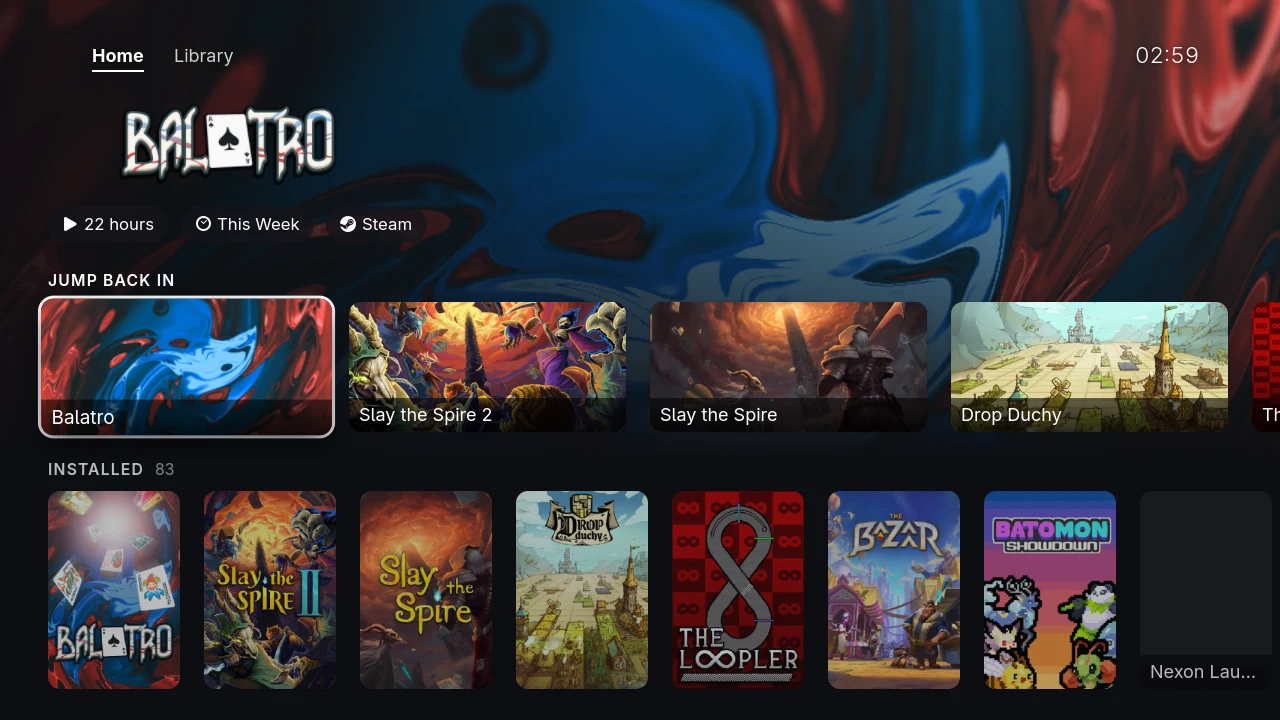 Home Library 02:59
BALATRO
22 hours This Week Steam
JUMP BACK IN
Balatro Slay the Spire 2 Slay the Spire Drop Duchy Th
INSTALLED 83
BALATRO
Slay the SPIRE II
Slay the Spire
DROP duchy
THE LOOPLER
THE BAZAAR
BATOMON SHOWDOWN
Nexon Lau...